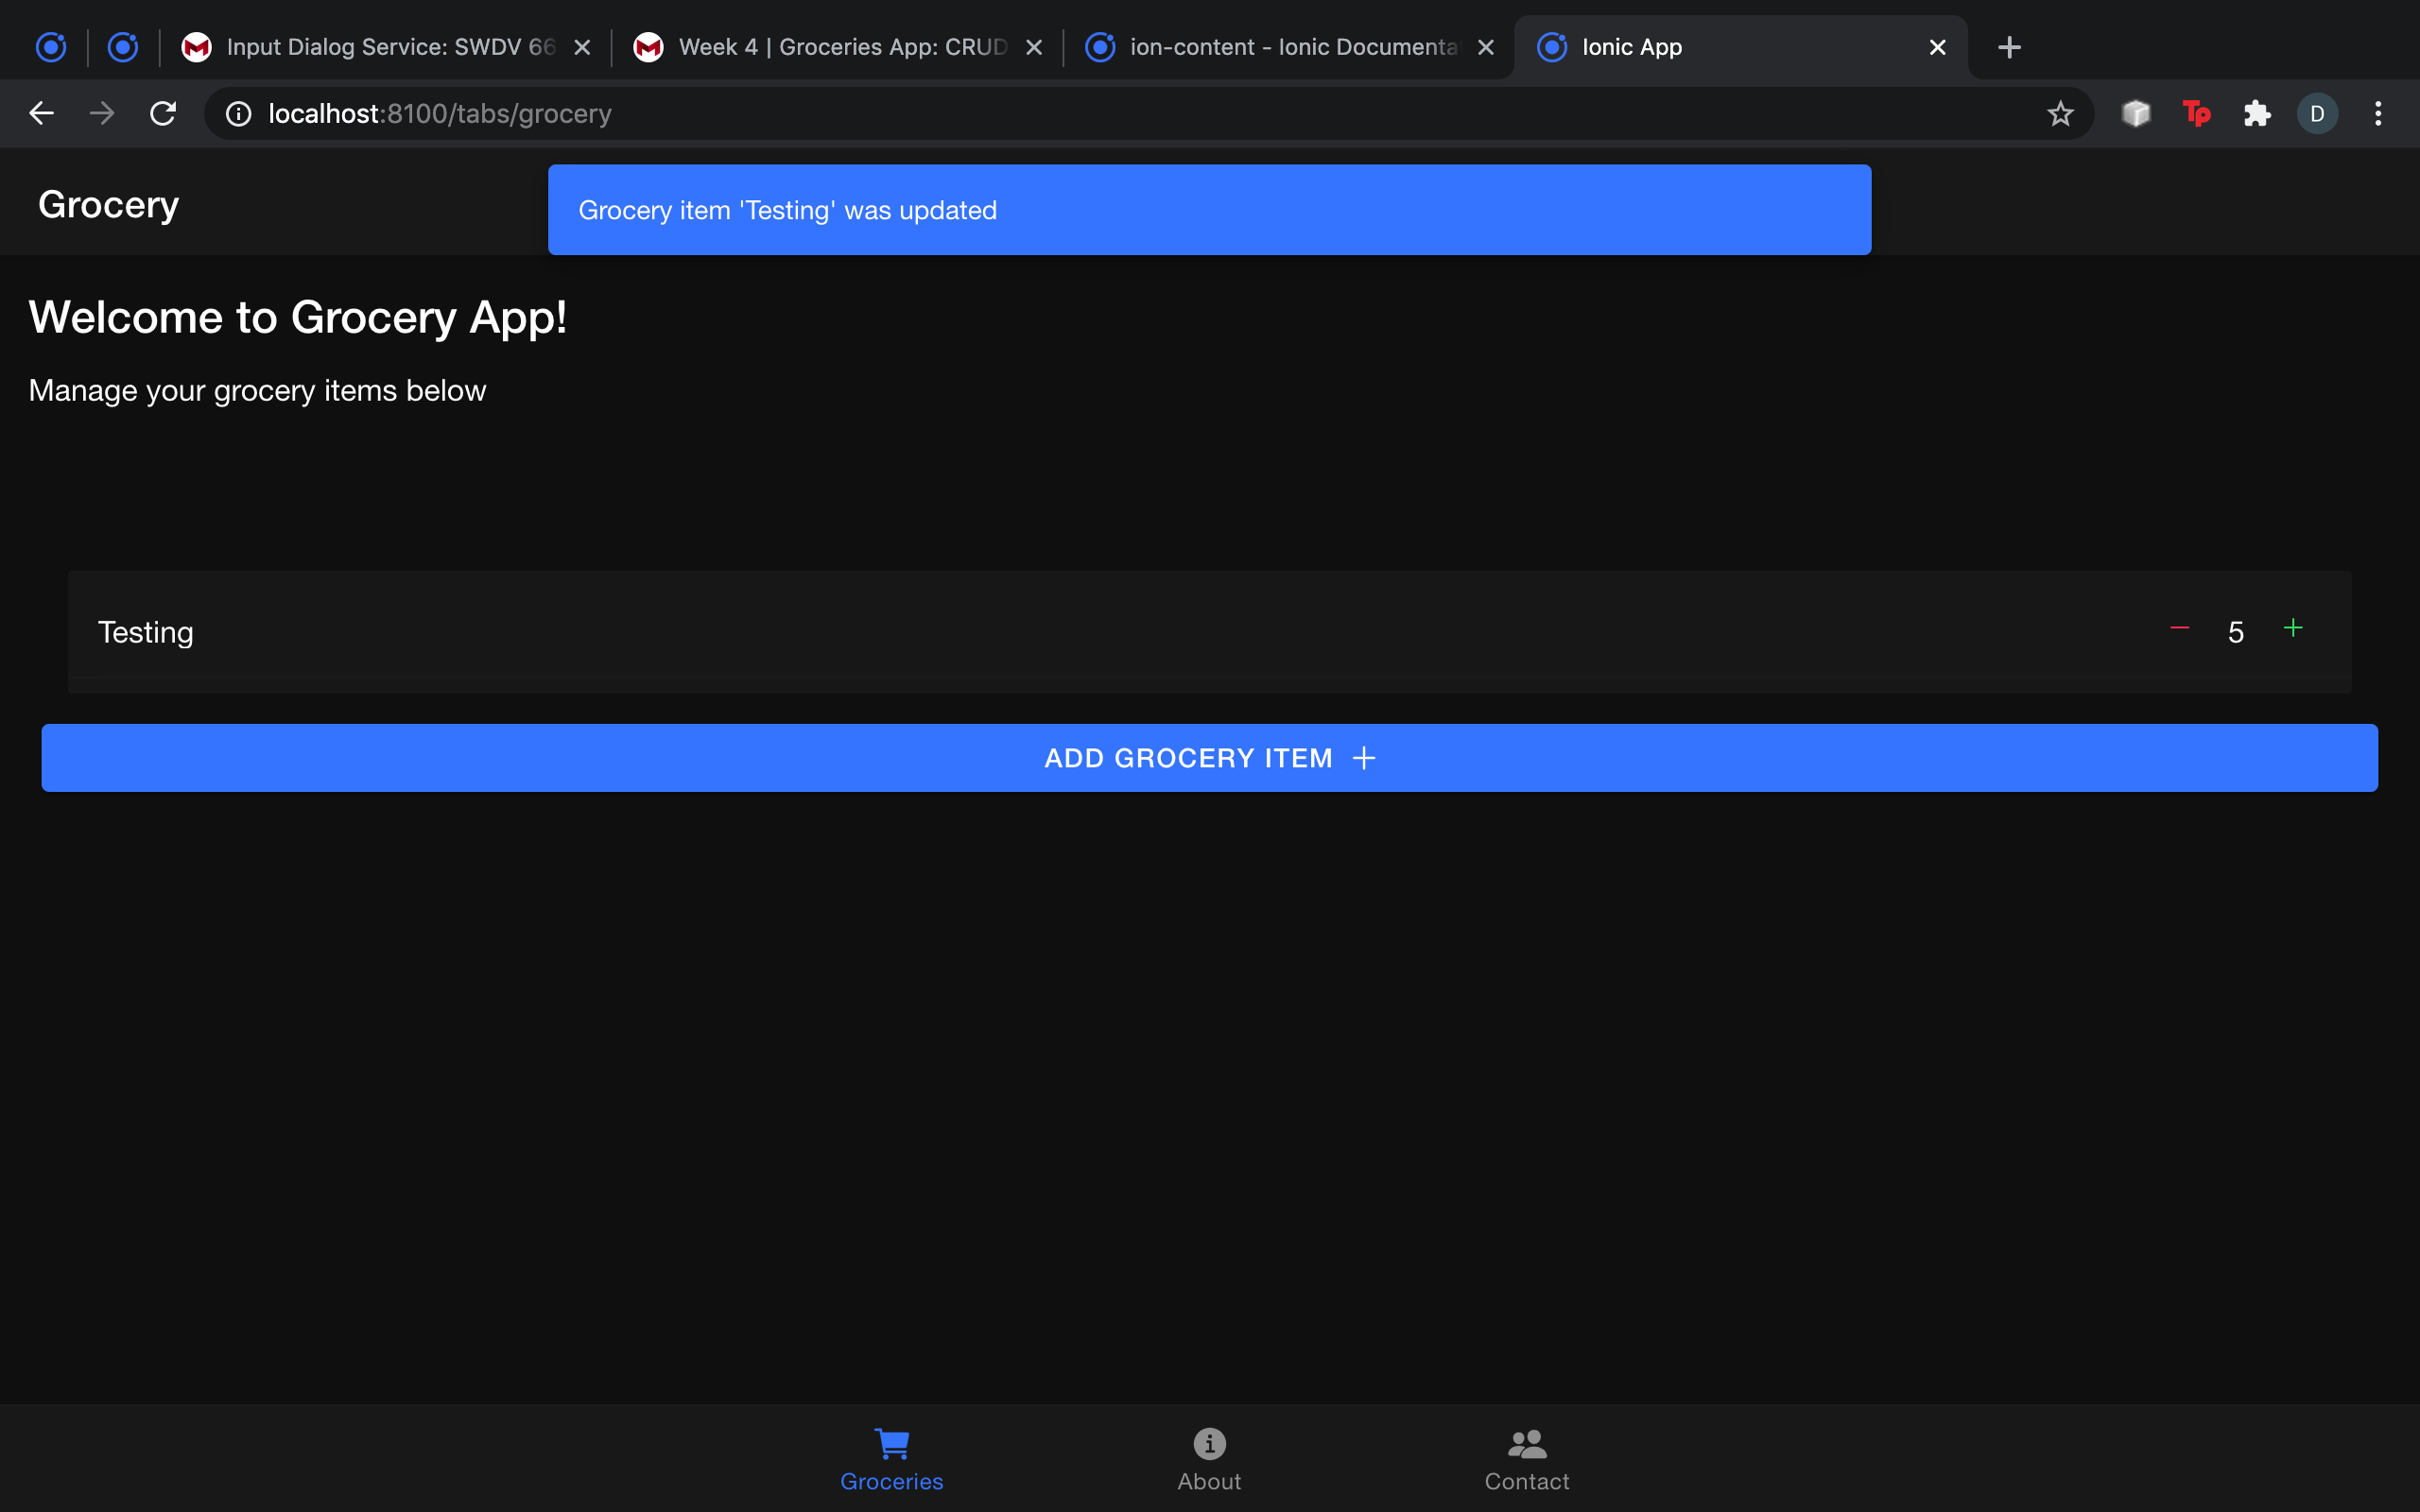 Input Dialog Service: SWDV 66
Week 4 | Groceries App: CRUD
ion-content - Ionic Documenta
Ionic App
localhost:8100/tabs/grocery
Tp
D
Grocery
Grocery item 'Testing' was updated
Welcome to Grocery App!
Manage your grocery items below
Testing
5
ADD GROCERY ITEM
Groceries
About
Contact